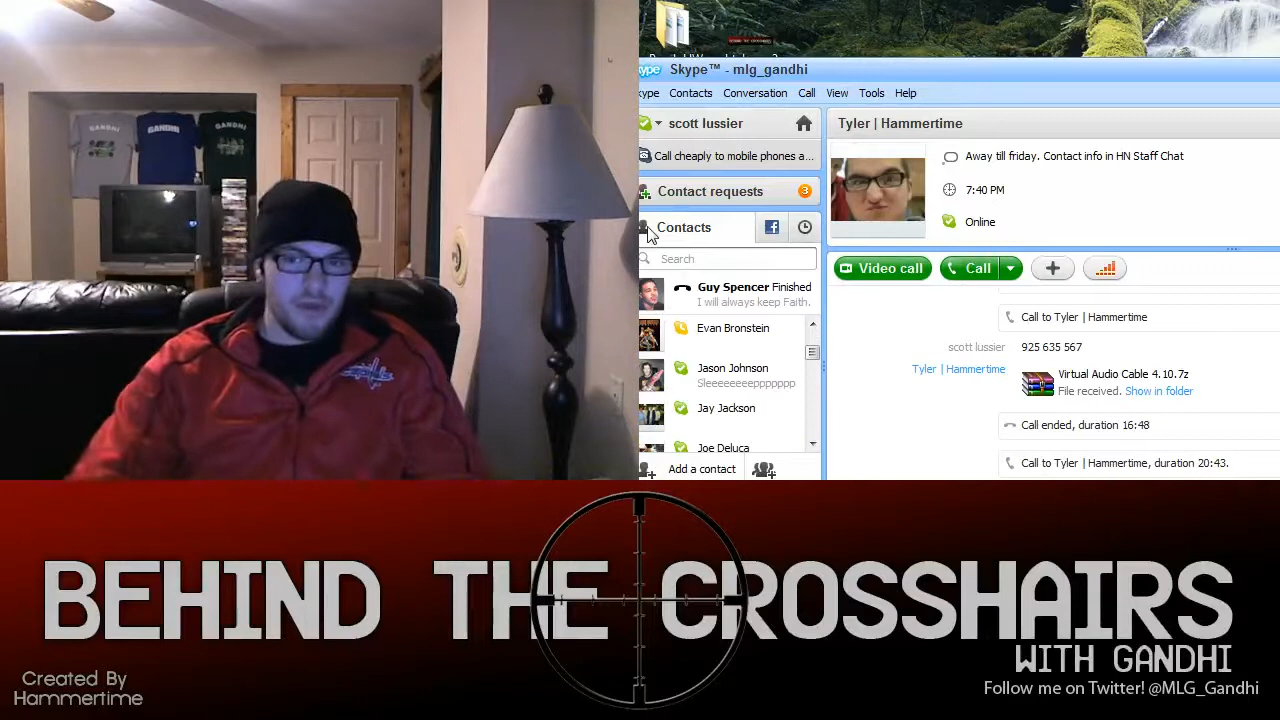 GANDHI
GANDHI
GANDHI
Skype™ - mlg_gandhi
Contacts
Conversation
Call
View
Tools
Help
scott lussier
Call cheaply to mobile phones a...
Contact requests
3
Contacts
Search
Guy Spencer Finished
I will always keep Faith.
Evan Bronstein
Jason Johnson
Sleeeeeeepppppp
Jay Jackson
Joe Deluca
Add a contact
Tyler | Hammertime
Away till friday. Contact info in HN Staff Chat
7:40 PM
Online
Video call
Call
Call to Tyler | Hammertime
scott lussier 925 635 567
Tyler | Hammertime Virtual Audio Cable 4.10.7z
File received. Show in folder
Call ended, duration 16:48
Call to Tyler | Hammertime, duration 20:43.
BEHIND THE CROSSHAIRS
WITH GANDHI
Created By
Hammertime
Follow me on Twitter! @MLG_Gandhi